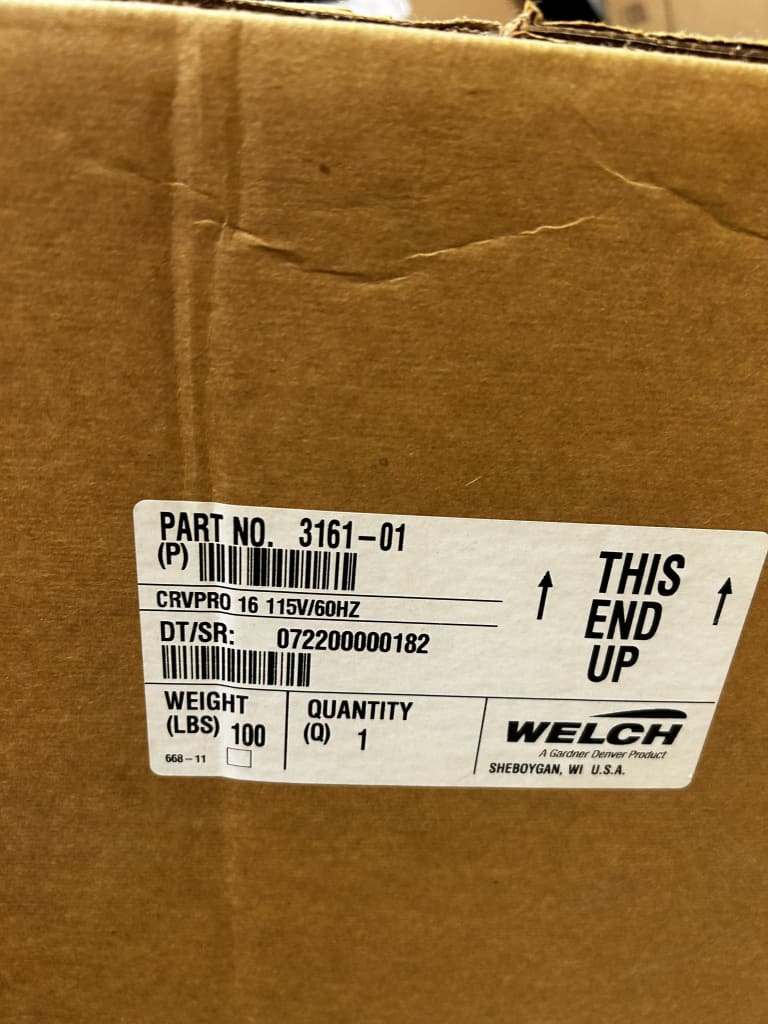 PART NO. 3161-01
(P)
CRVPRO 16 115V/60HZ
DT/SR: 072200000182
WEIGHT
(LBS) 100
668-11
QUANTITY
(Q) 1
THIS
END
UP
WELCH
A Gardner Denver Product
SHEBOYGAN, WI U.S.A.